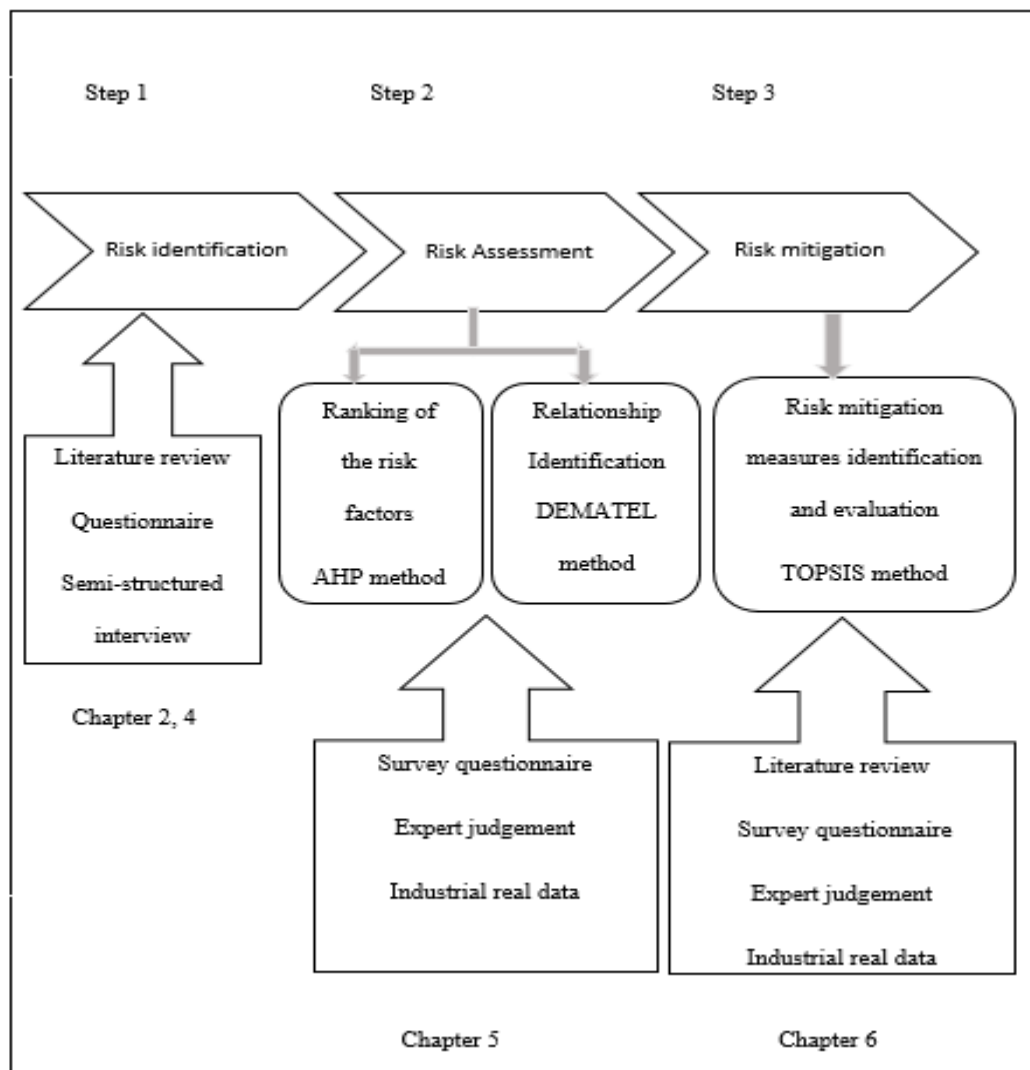 Step 1
Step 2
Step 3
Risk identification
Risk Assessment
Risk mitigation
Literature review
Questionnaire
Semi-structured
interview
Chapter 2, 4
Ranking of
the risk
factors
AHP method
Relationship
Identification
DEMATEL
method
Risk mitigation
measures identification
and evaluation
TOPSIS method
Survey questionnaire
Expert judgement
Industrial real data
Chapter 5
Literature review
Survey questionnaire
Expert judgement
Industrial real data
Chapter 6